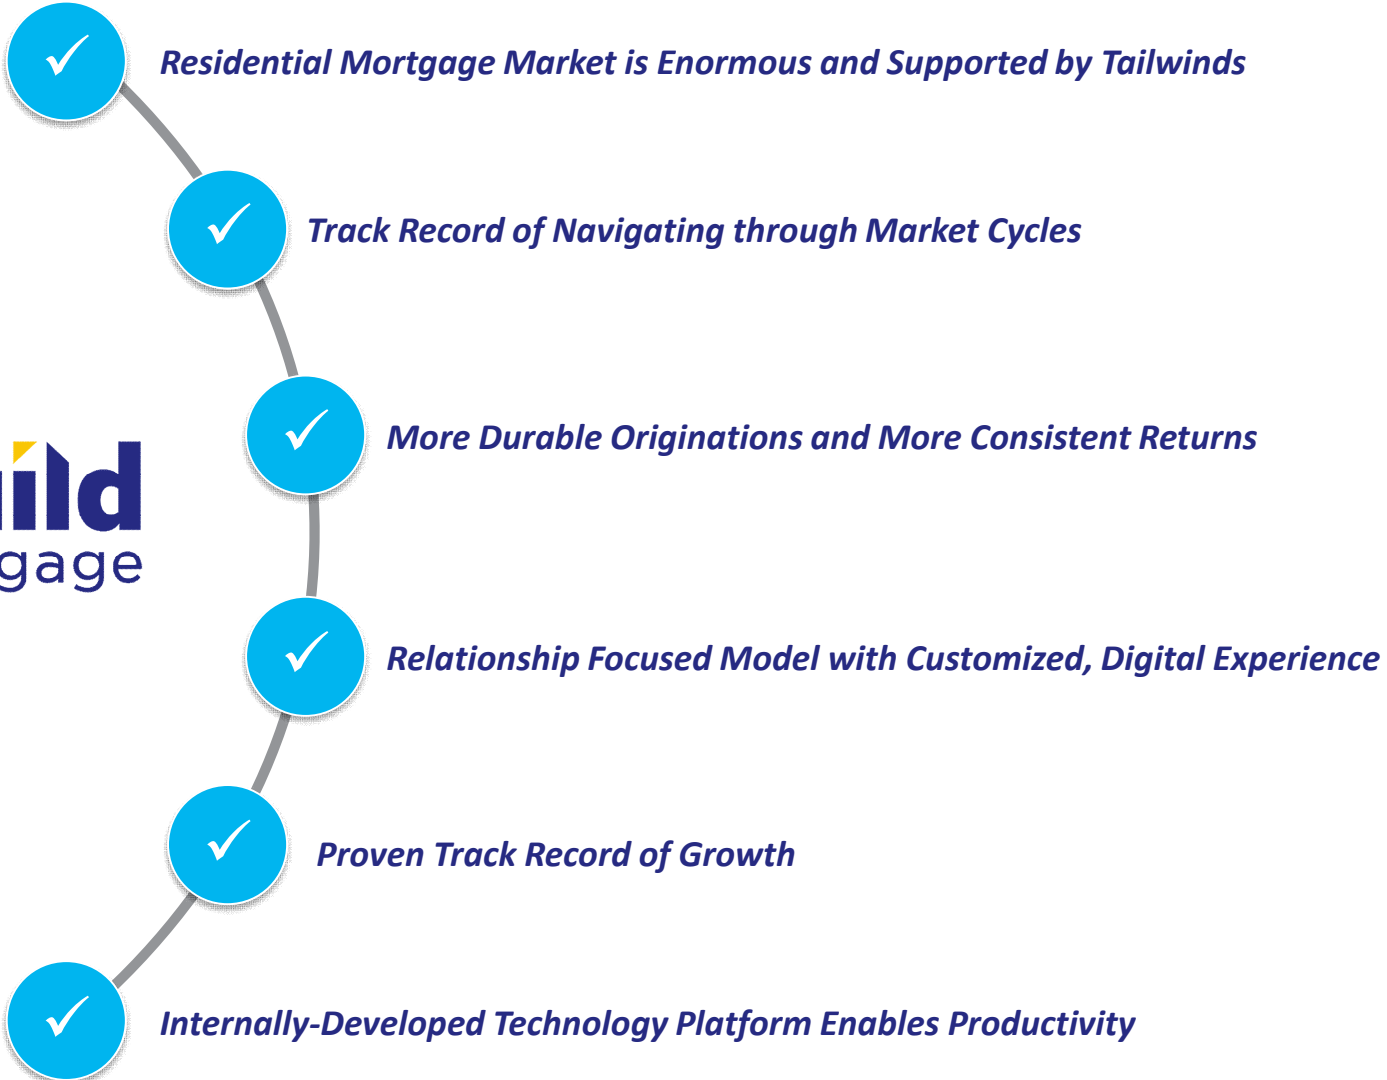 Residential Mortgage Market is Enormous and Supported by Tailwinds
Track Record of Navigating through Market Cycles
More Durable Originations and More Consistent Returns
uild
gage
Relationship Focused Model with Customized, Digital Experience
Proven Track Record of Growth
Internally-Developed Technology Platform Enables Productivity